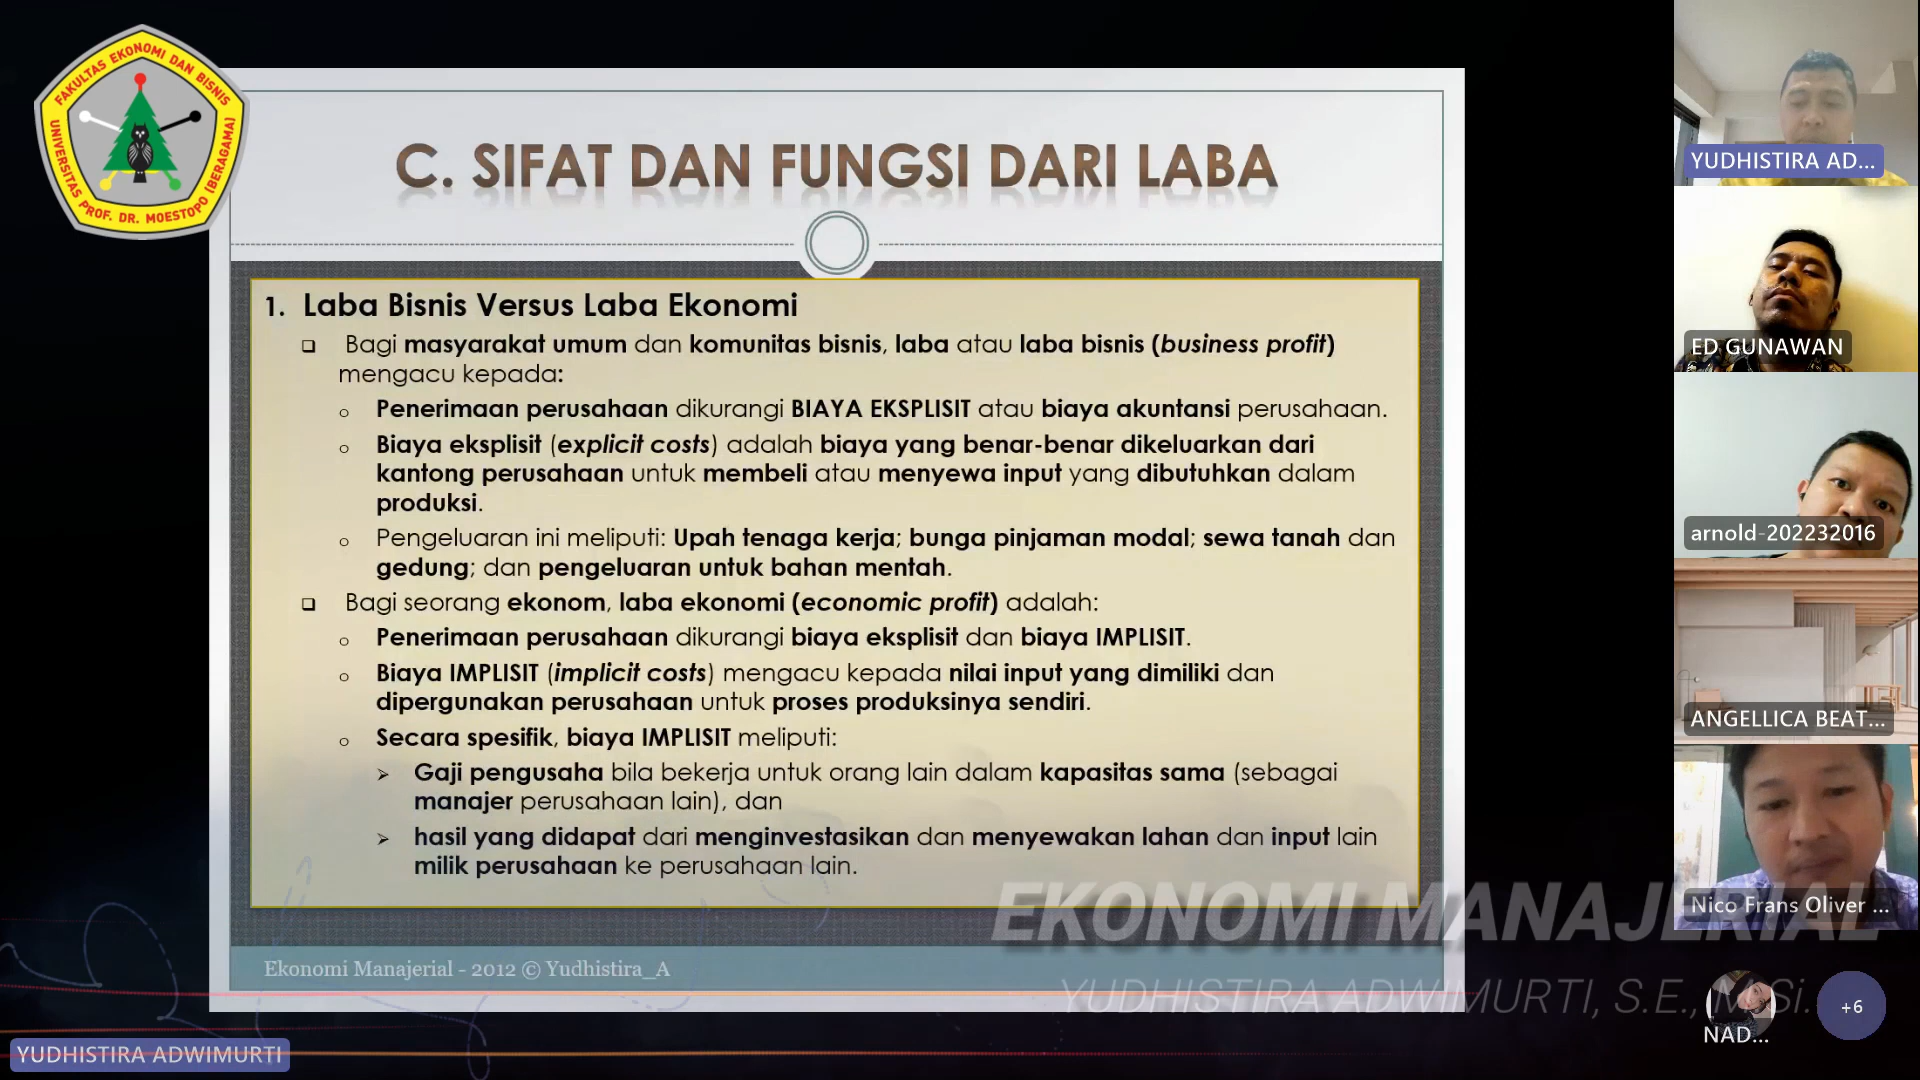 FAKULTAS EKONOMI DAN BISNIS
UNIVERSITAS PROF. DR. MOESTOPO (BERAGAMA)
C. SIFAT DAN FUNGSI DARI LABA
1. Laba Bisnis Versus Laba Ekonomi
Bagi masyarakat umum dan komunitas bisnis, laba atau laba bisnis (business profit)
mengacu kepada:
Penerimaan perusahaan dikurangi BIAYA EKSPLISIT atau biaya akuntansi perusahaan.
Biaya eksplisit (explicit costs) adalah biaya yang benar-benar dikeluarkan dari
kantong perusahaan untuk membeli atau menyewa input yang dibutuhkan dalam
produksi.
Pengeluaran ini meliputi: Upah tenaga kerja; bunga pinjaman modal; sewa tanah dan
gedung; dan pengeluaran untuk bahan mentah.
Bagi seorang ekonom, laba ekonomi (economic profit) adalah:
Penerimaan perusahaan dikurangi biaya eksplisit dan biaya IMPLISIT.
Biaya IMPLISIT (implicit costs) mengacu kepada nilai input yang dimiliki dan
dipergunakan perusahaan untuk proses produksinya sendiri.
Secara spesifik, biaya IMPLISIT meliputi:
Gaji pengusaha bila bekerja untuk orang lain dalam kapasitas sama (sebagai
manajer perusahaan lain), dan
hasil yang didapat dari menginvestasikan dan menyewakan lahan dan input lain
milik perusahaan ke perusahaan lain.
Ekonomi Manajerial - 2012 © Yudhistira_A
EKONOMI MANAJERIAL
YUDHISTIRA ADWIMURTI, S.E., M.Si.
YUDHISTIRA ADWIMURTI
YUDHISTIRA AD...
ED GUNAWAN
arnold-202232016
ANGELLICA BEAT...
Nico Frans Oliver ...
NAD...
+6